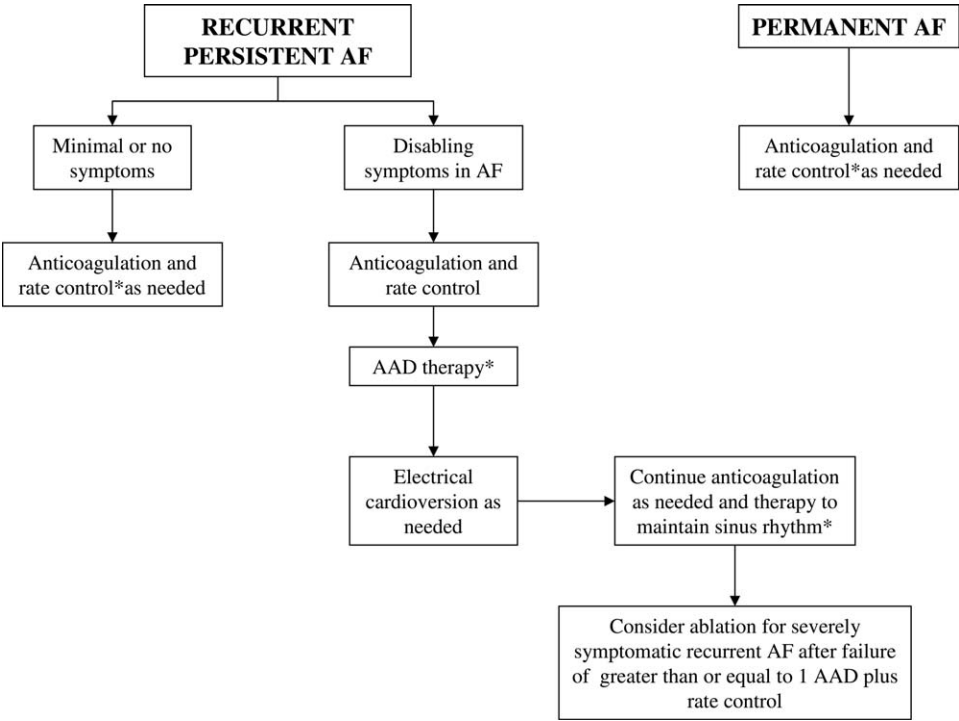 RECURRENT
PERSISTENT AF
PERMANENT AF
Minimal or no
symptoms
Disabling
symptoms in AF
Anticoagulation and
rate control*as needed
Anticoagulation and
rate control*as needed
Anticoagulation and
rate control
AAD therapy*
Electrical
cardioversion as
needed
Continue anticoagulation
as needed and therapy to
maintain sinus rhythm*
Consider ablation for severely
symptomatic recurrent AF after failure
of greater than or equal to 1 AAD plus
rate control